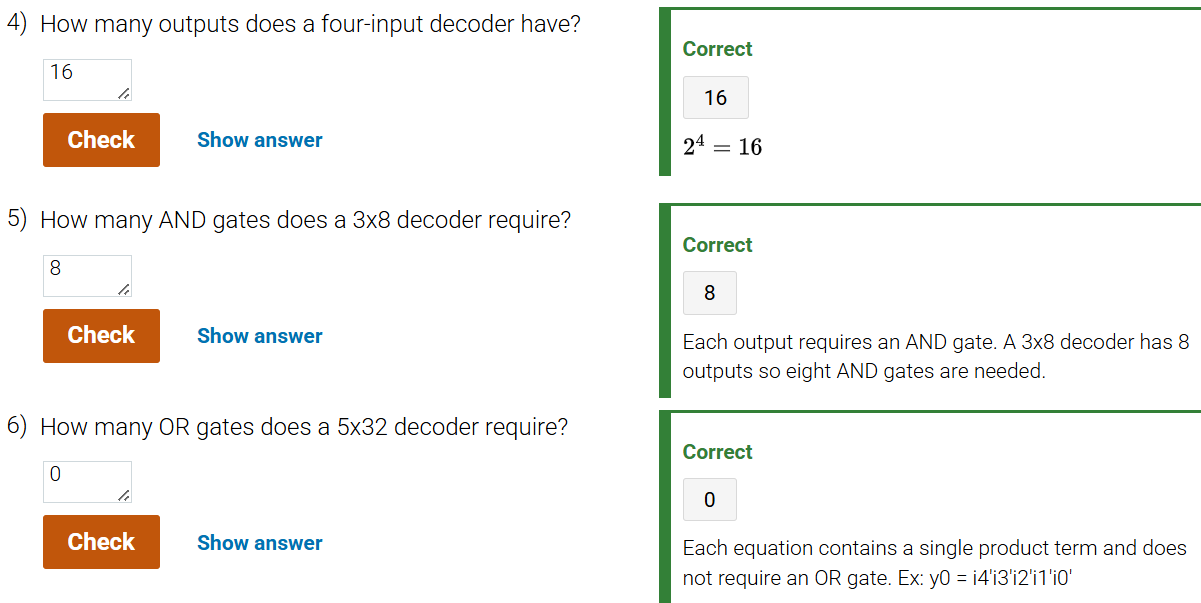 4) How many outputs does a four-input decoder have?
16
Check Show answer
Correct
16
2⁴ = 16
5) How many AND gates does a 3x8 decoder require?
8
Check Show answer
Correct
8
Each output requires an AND gate. A 3x8 decoder has 8
outputs so eight AND gates are needed.
6) How many OR gates does a 5x32 decoder require?
0
Check Show answer
Correct
0
Each equation contains a single product term and does
not require an OR gate. Ex: y0 = i4'i3'i2'i1'i0'